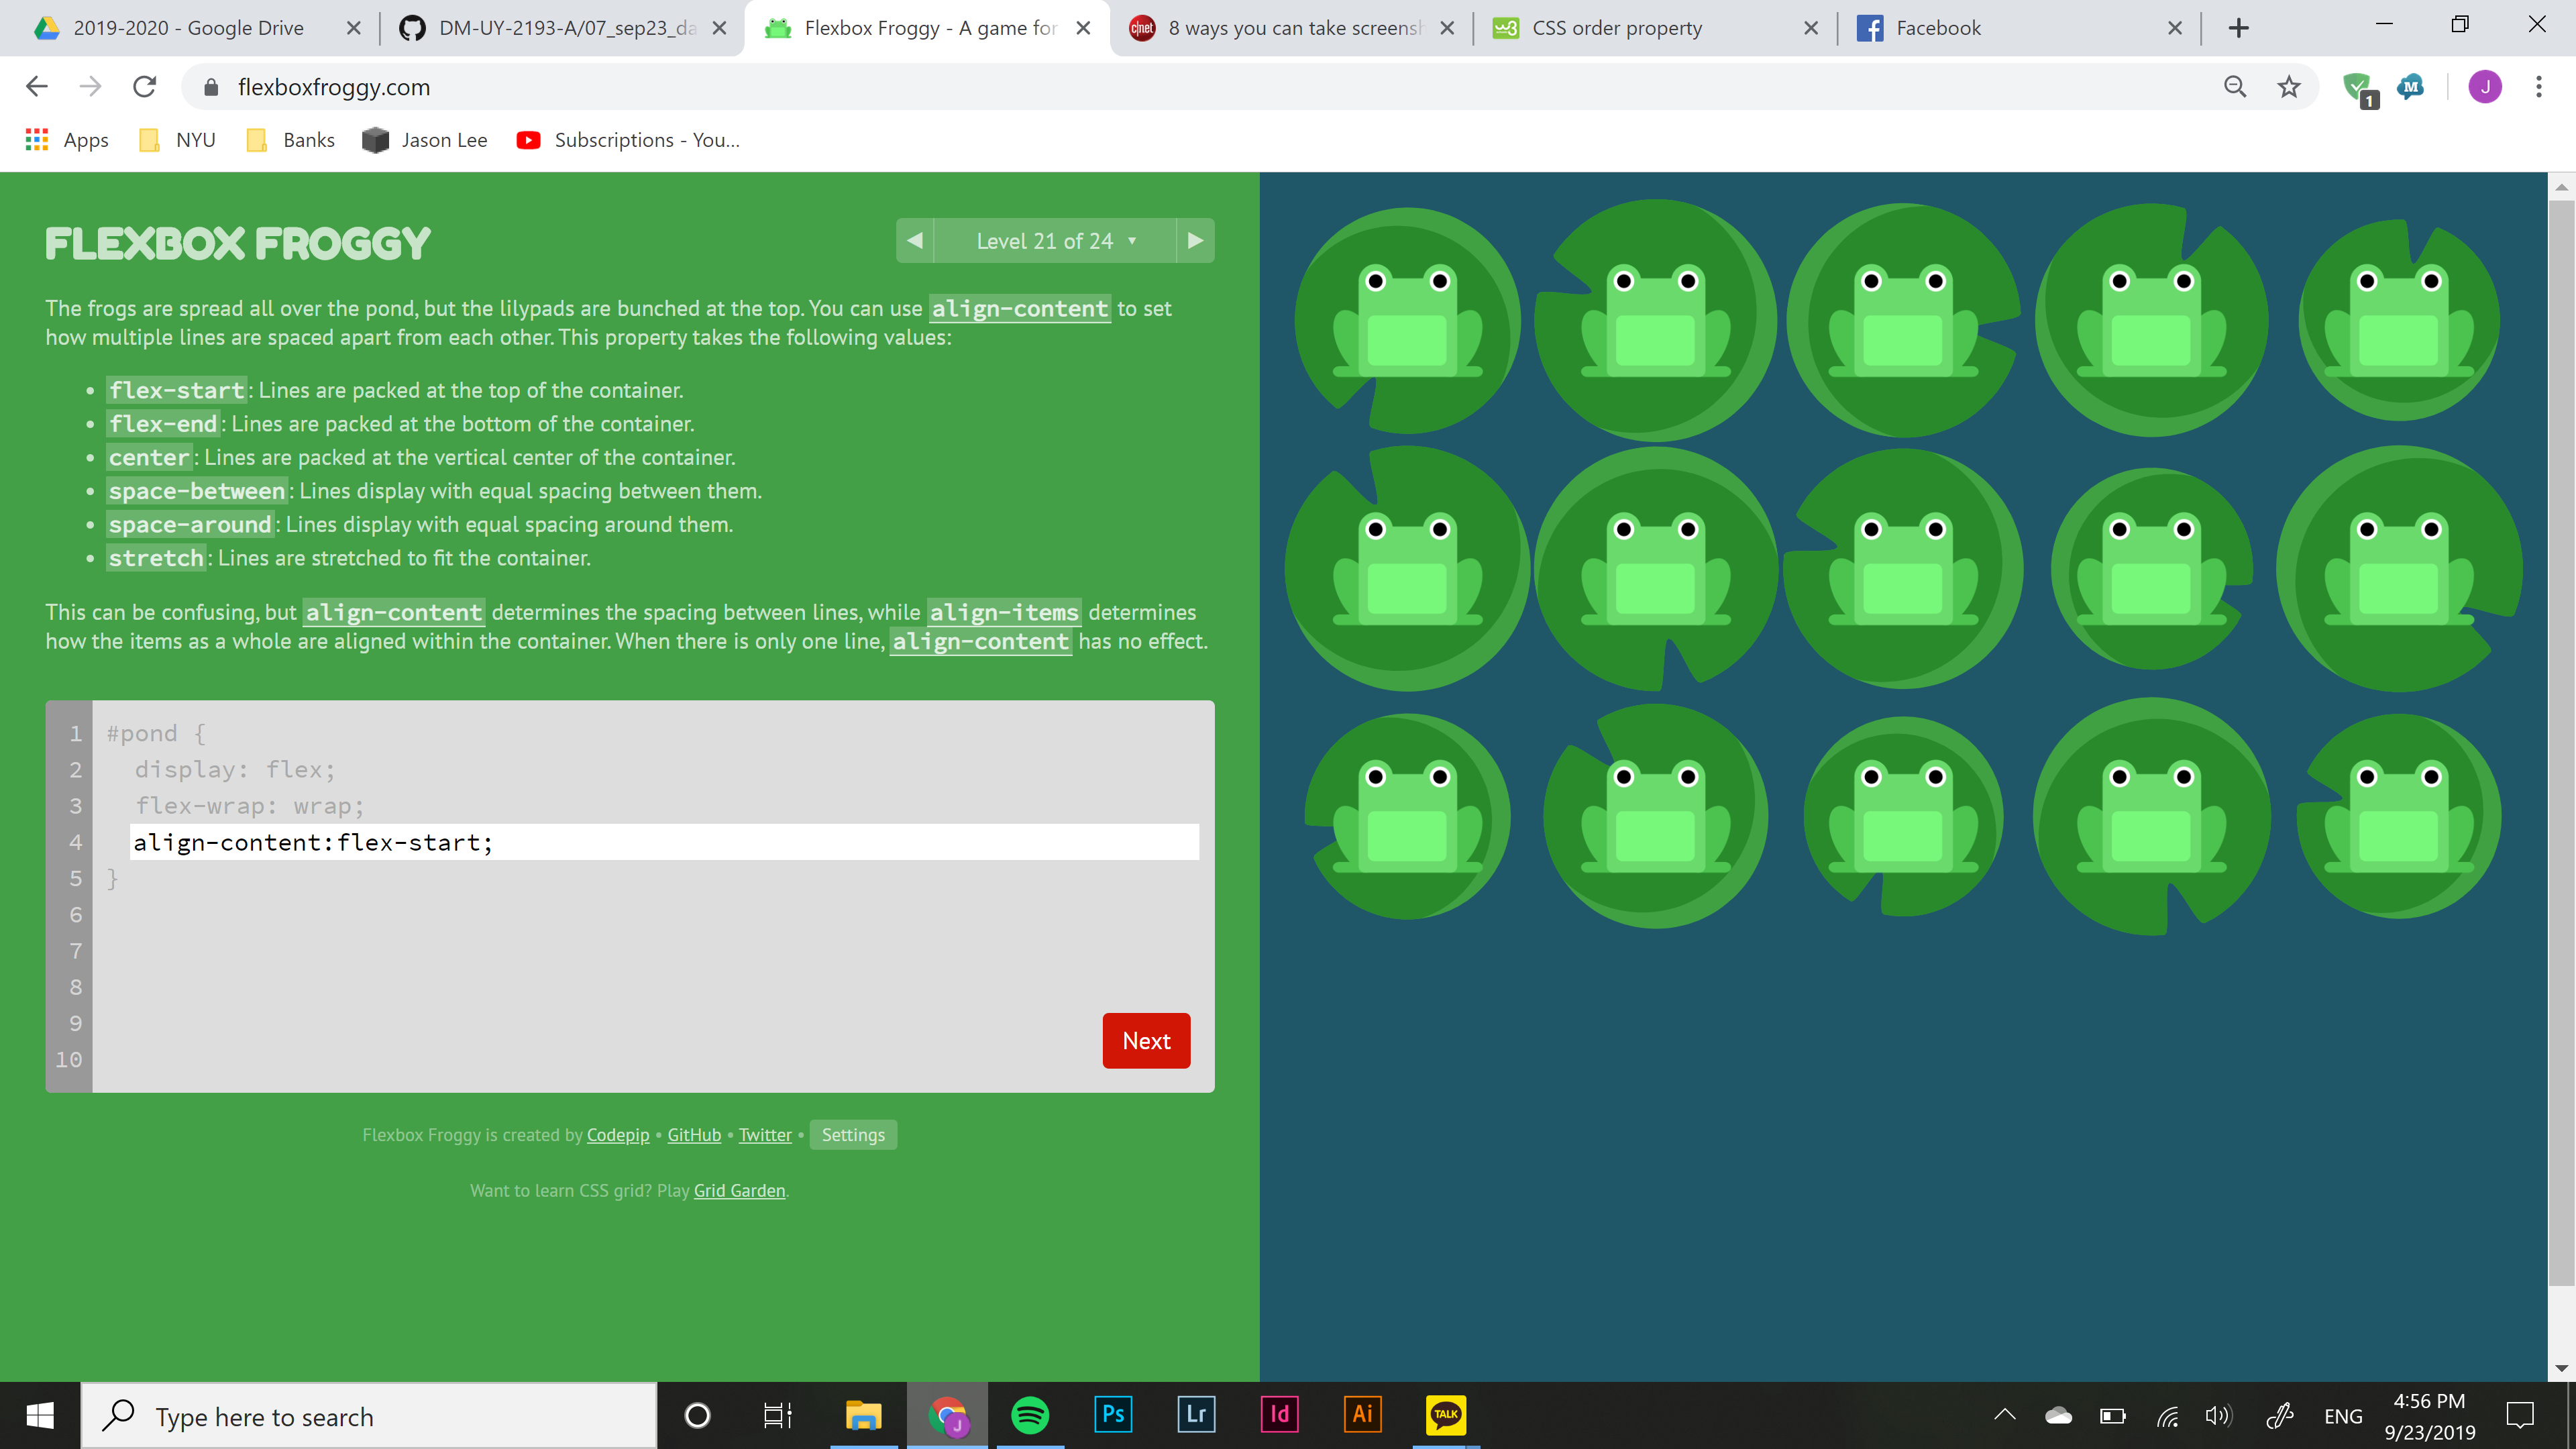 2019-2020 - Google Drive
DM-UY-2193-A/07_sep23_da
Flexbox Froggy - A game for
c|net
8 ways you can take screensh
w3
CSS order property
Facebook
flexboxfroggy.com
1
M
J
Apps
NYU
Banks
Jason Lee
Subscriptions - You...
FLEXBOX FROGGY
Level 21 of 24
The frogs are spread all over the pond, but the lilypads are bunched at the top. You can use align-content to set
how multiple lines are spaced apart from each other. This property takes the following values:
• flex-start: Lines are packed at the top of the container.
• flex-end: Lines are packed at the bottom of the container.
• center: Lines are packed at the vertical center of the container.
• space-between: Lines display with equal spacing between them.
• space-around: Lines display with equal spacing around them.
• stretch: Lines are stretched to fit the container.
This can be confusing, but align-content determines the spacing between lines, while align-items determines
how the items as a whole are aligned within the container. When there is only one line, align-content has no effect.
1 #pond {
2 display: flex;
3 flex-wrap: wrap;
4 align-content:flex-start;
5 }
6
7
8
9
10
Next
Flexbox Froggy is created by Codepip • GitHub • Twitter • Settings
Want to learn CSS grid? Play Grid Garden.
Type here to search
J
Ps
Lr
Id
Ai
TALK
ENG
4:56 PM
9/23/2019